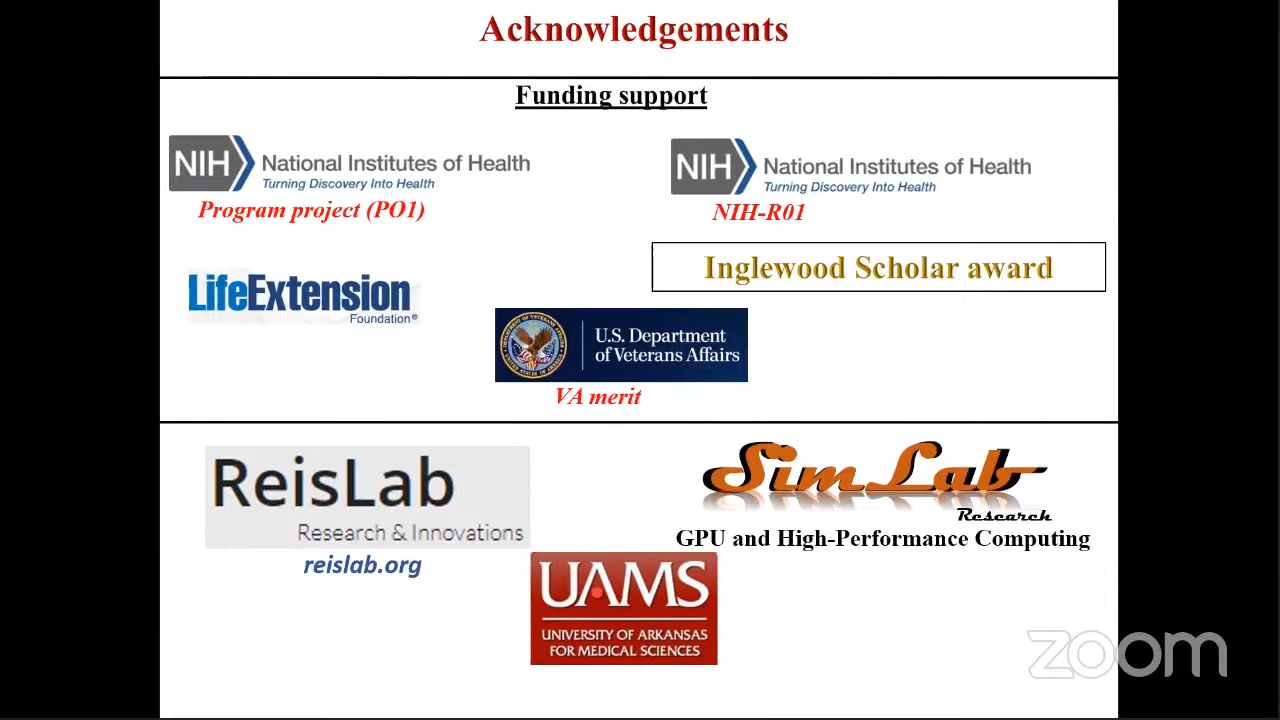 Acknowledgements
Funding support
NIH National Institutes of Health
Turning Discovery Into Health
Program project (PO1)
NIH National Institutes of Health
Turning Discovery Into Health
NIH-R01
Inglewood Scholar award
LifeExtension
Foundation®
U.S. Department
of Veterans Affairs
VA merit
ReisLab
Research & Innovations
reislab.org
SimLab
Research
GPU and High-Performance Computing
UAMS
UNIVERSITY OF ARKANSAS
FOR MEDICAL SCIENCES
zoom